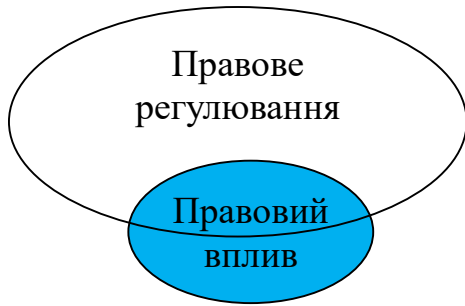 Правове
регулювання
Правовий
вплив